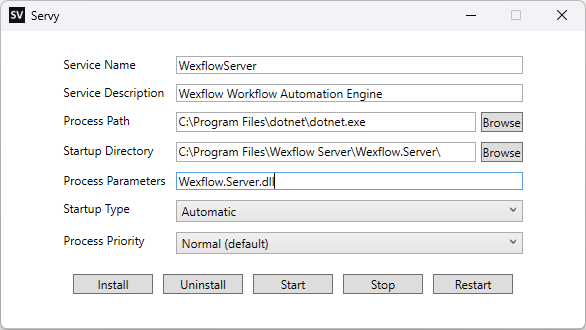 SV Servy
Service Name WexflowServer
Service Description Wexflow Workflow Automation Engine
Process Path C:\Program Files\dotnet\dotnet.exe Browse
Startup Directory C:\Program Files\Wexflow Server\Wexflow.Server\ Browse
Process Parameters Wexflow.Server.dll
Startup Type Automatic
Process Priority Normal (default)
Install Uninstall Start Stop Restart